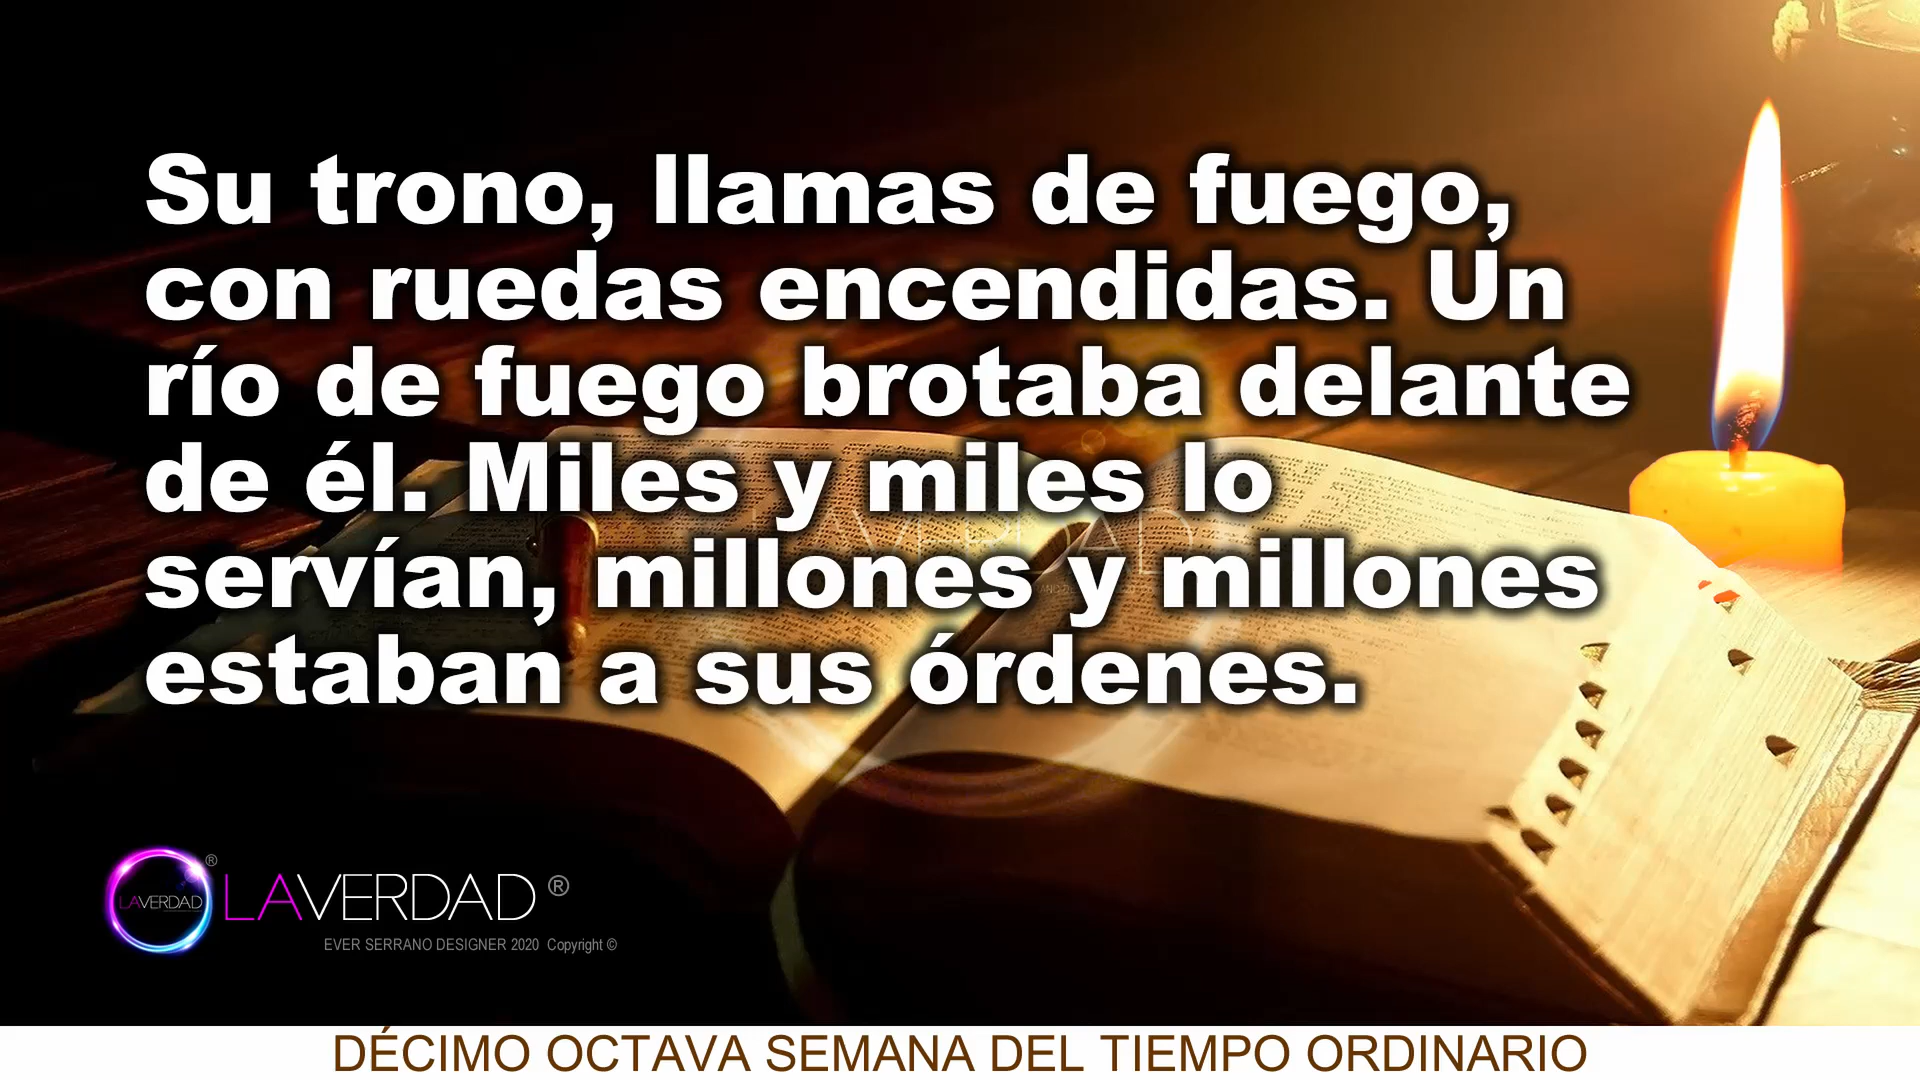 Su trono, llamas de fuego,
con ruedas encendidas. Un
río de fuego brotaba delante
de él. Miles y miles lo
servían, millones y millones
estaban a sus órdenes.
LAVERDAD ®
LAVERDAD ®
EVER SERRANO DESIGNER 2020 Copyright ©
DÉCIMO OCTAVA SEMANA DEL TIEMPO ORDINARIO